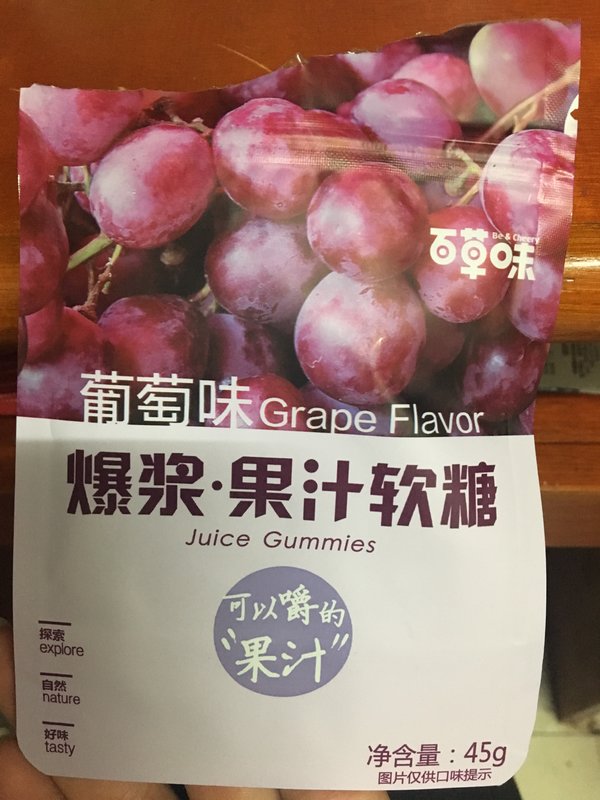 Be & Cheery
百草味
葡萄味Grape Flavor
爆浆·果汁软糖
Juice Gummies
可以嚼的
“果汁”
探索
explore
自然
nature
好味
tasty
净含量：45g
图片仅供口味提示